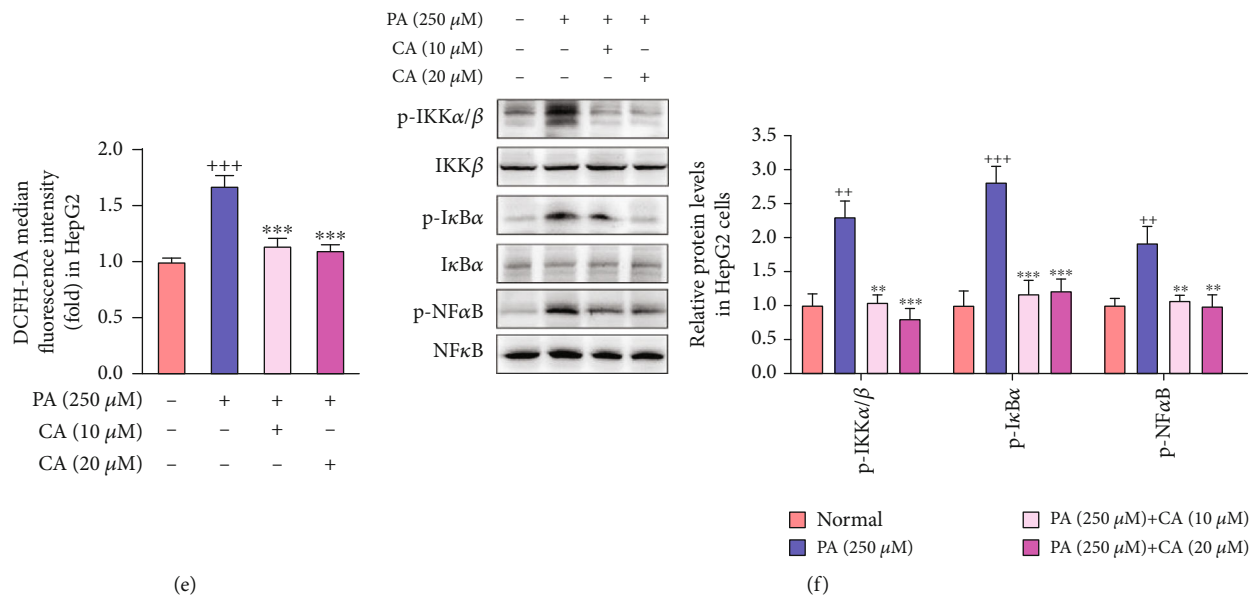 PA (250 μM) – + + +
CA (10 μM) – – + –
CA (20 μM) – – – +
p-IKKα/β
IKKβ
p-IκBα
IκBα
p-NFαB
NFκB
DCFH-DA median
fluorescence intensity
(fold) in HepG2
2.0
1.5
1.0
0.5
0.0
+++
***
***
PA (250 μM) – + + +
CA (10 μM) – – + –
CA (20 μM) – – – +
(e)
Relative protein levels
in HepG2 cells
3.5
3.0
2.5
2.0
1.5
1.0
0.5
0.0
++
**
***
+++
***
***
++
**
**
p-IKKα/β
p-IκBα
p-NFαB
Normal
PA (250 μM)
PA (250 μM)+CA (10 μM)
PA (250 μM)+CA (20 μM)
(f)